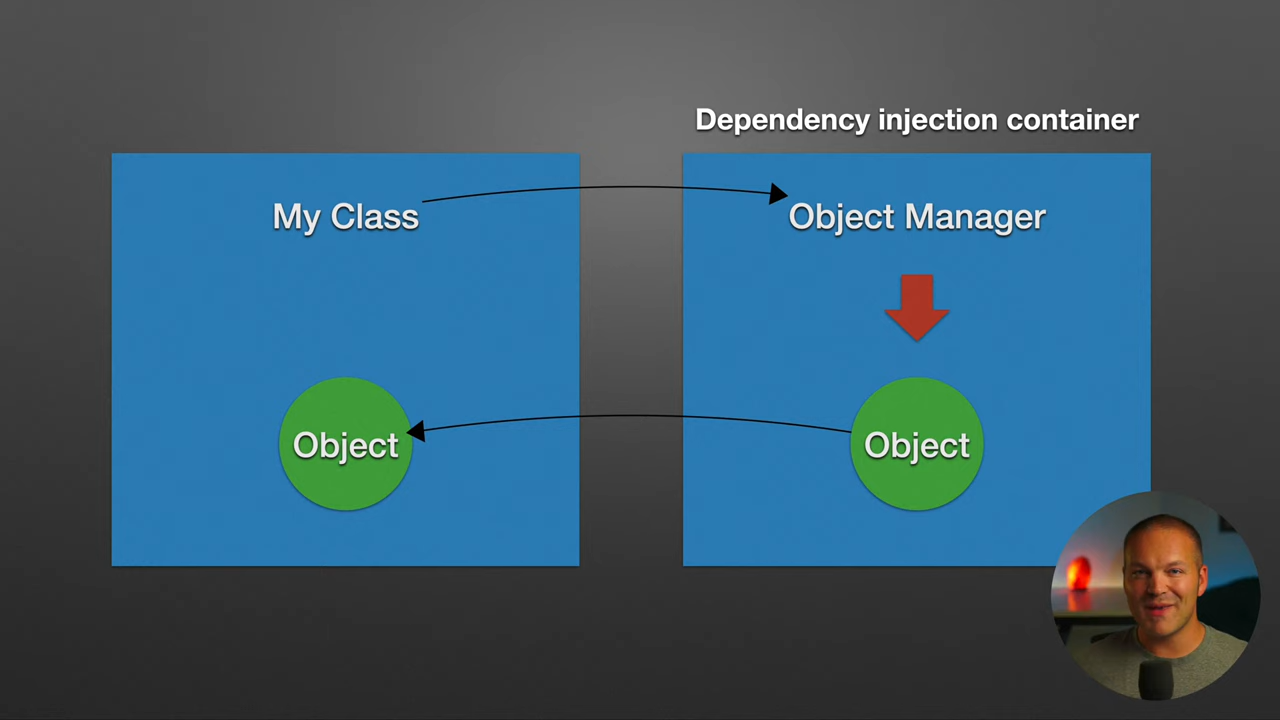 Dependency injection container
My Class
Object Manager
Object
Object